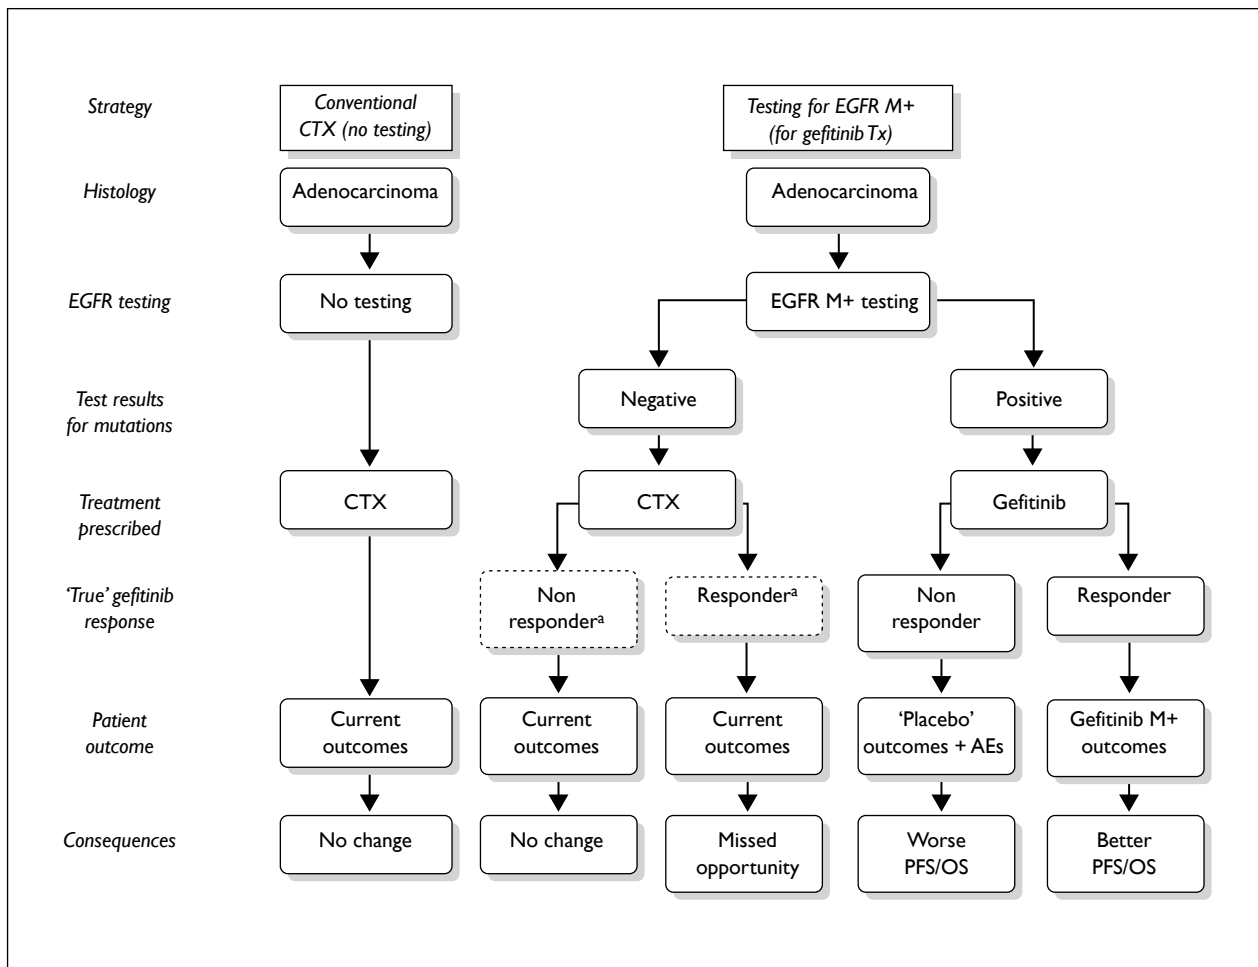 Strategy
Conventional
CTX (no testing)
Testing for EGFR M+
(for gefitinib Tx)
Histology
Adenocarcinoma
Adenocarcinoma
EGFR testing
No testing
EGFR M+ testing
Test results
for mutations
Negative
Positive
Treatment
prescribed
CTX
CTX
Gefitinib
‘True’ gefitinib
response
Non
responderᵃ
Responderᵃ
Non
responder
Responder
Patient
outcome
Current
outcomes
Current
outcomes
Current
outcomes
‘Placebo’
outcomes + AEs
Gefitinib M+
outcomes
Consequences
No change
No change
Missed
opportunity
Worse
PFS/OS
Better
PFS/OS